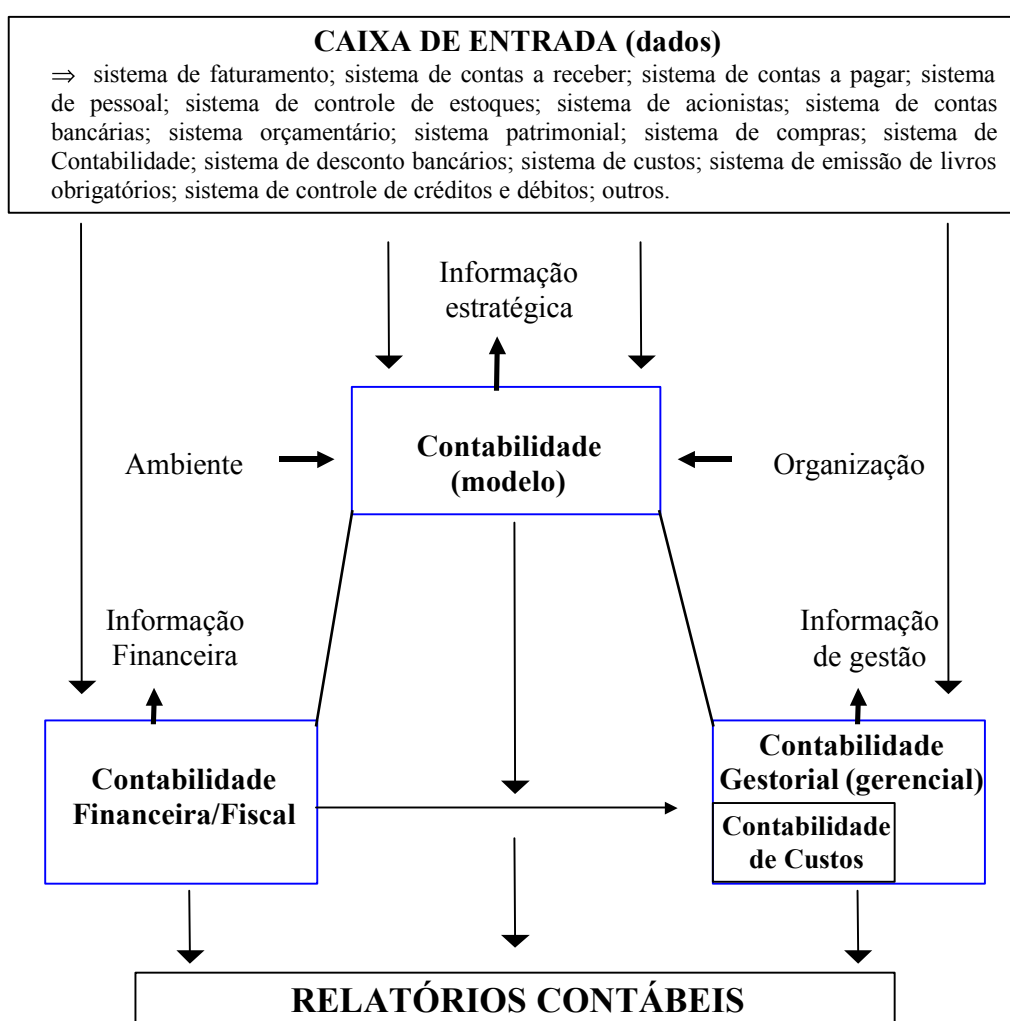 CAIXA DE ENTRADA (dados)
⇒ sistema de faturamento; sistema de contas a receber; sistema de contas a pagar; sistema
de pessoal; sistema de controle de estoques; sistema de acionistas; sistema de contas
bancárias; sistema orçamentário; sistema patrimonial; sistema de compras; sistema de
Contabilidade; sistema de desconto bancários; sistema de custos; sistema de emissão de livros
obrigatórios; sistema de controle de créditos e débitos; outros.
Informação
estratégica
Ambiente
Contabilidade
(modelo)
Organização
Informação
Financeira
Informação
de gestão
Contabilidade
Financeira/Fiscal
Contabilidade
Gestorial (gerencial)
Contabilidade
de Custos
RELATÓRIOS CONTÁBEIS